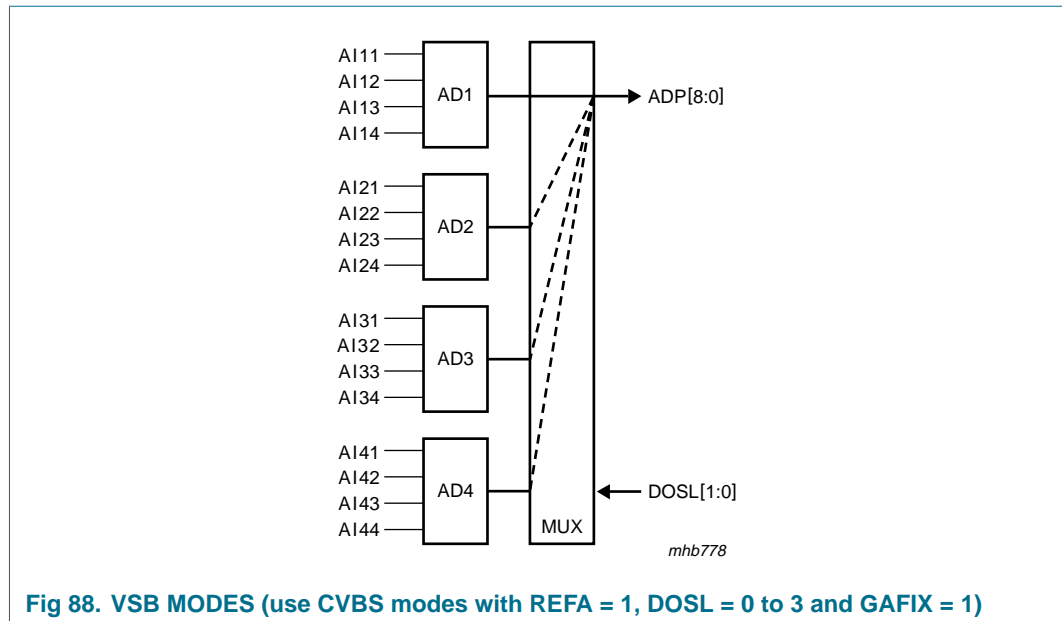 AI11
AI12
AI13
AI14
AD1
ADP[8:0]
AI21
AI22
AI23
AI24
AD2
AI31
AI32
AI33
AI34
AD3
AI41
AI42
AI43
AI44
AD4
DOSL[1:0]
MUX
mhb778
Fig 88. VSB MODES (use CVBS modes with REFA = 1, DOSL = 0 to 3 and GAFIX = 1)